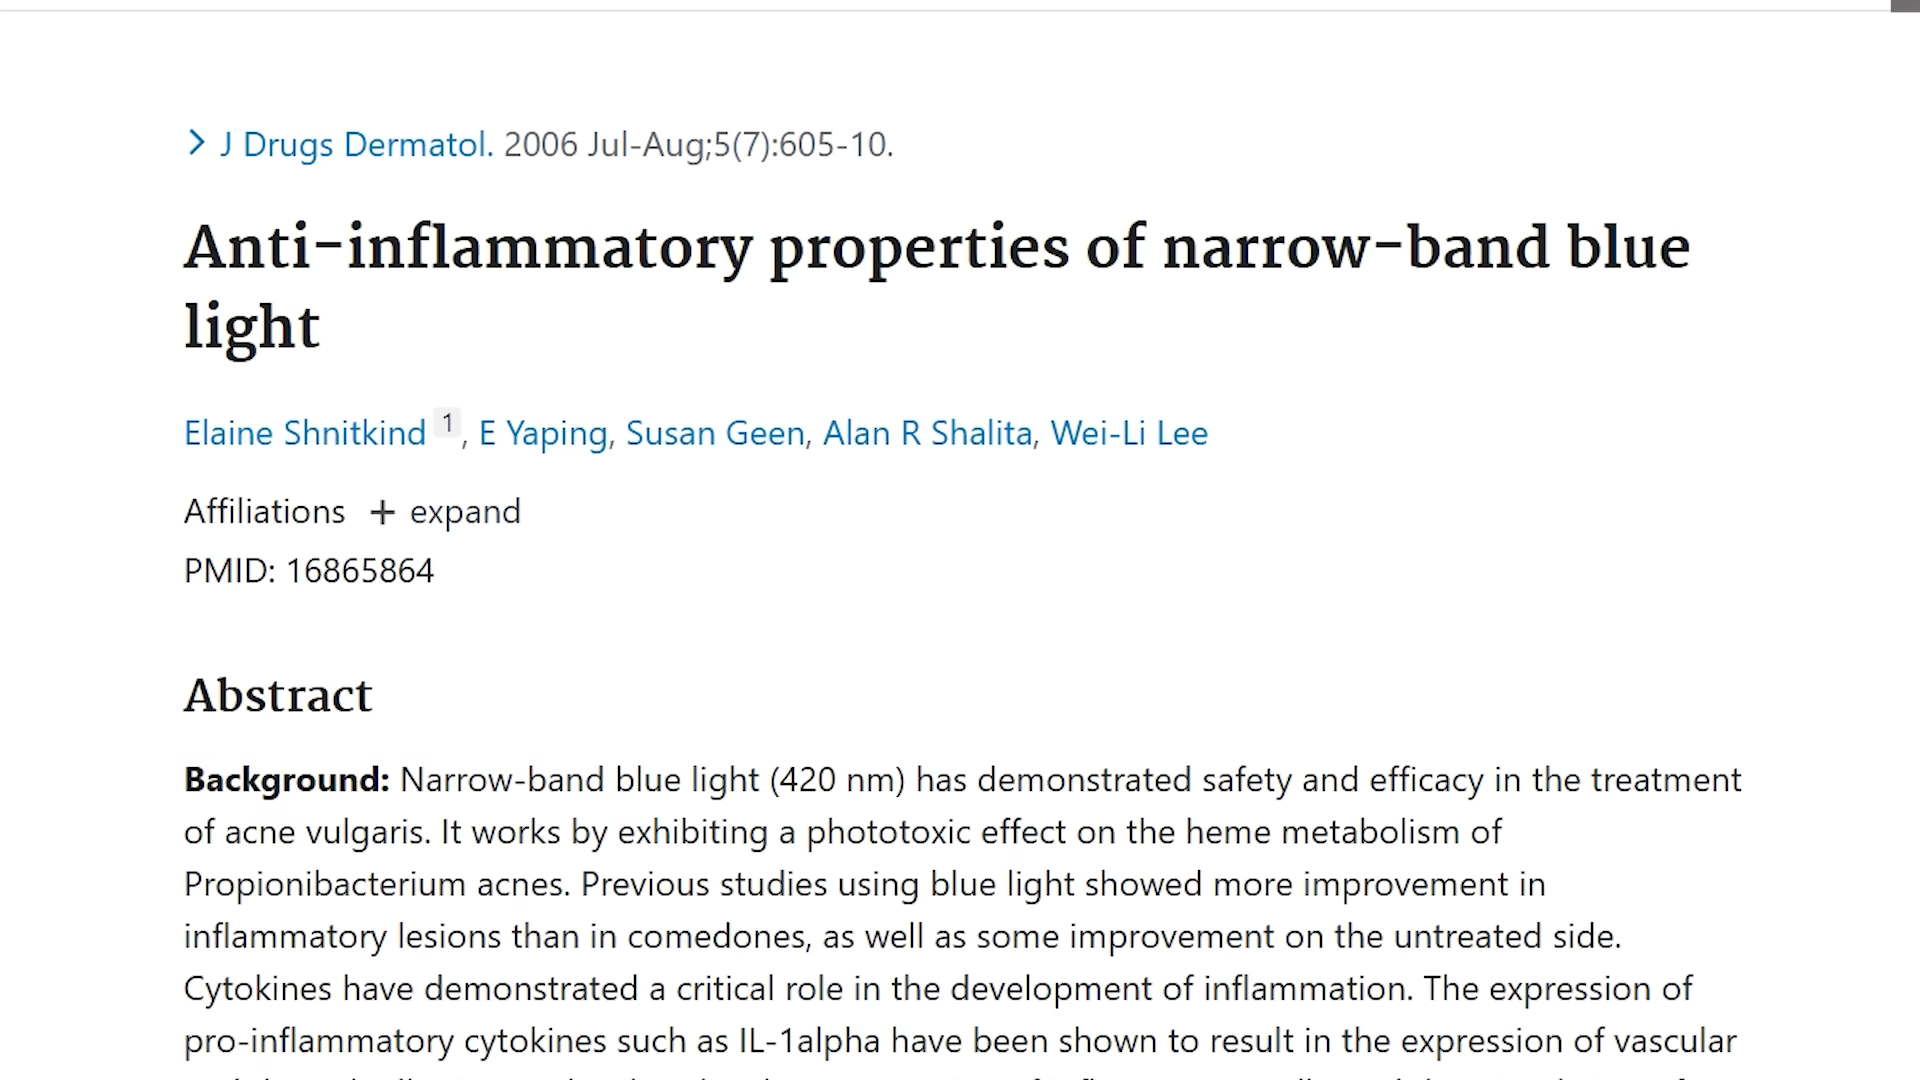 J Drugs Dermatol. 2006 Jul-Aug;5(7):605-10.
Anti-inflammatory properties of narrow-band blue
light
Elaine Shnitkind 1, E Yaping, Susan Geen, Alan R Shalita, Wei-Li Lee
Affiliations + expand
PMID: 16865864
Abstract
Background: Narrow-band blue light (420 nm) has demonstrated safety and efficacy in the treatment
of acne vulgaris. It works by exhibiting a phototoxic effect on the heme metabolism of
Propionibacterium acnes. Previous studies using blue light showed more improvement in
inflammatory lesions than in comedones, as well as some improvement on the untreated side.
Cytokines have demonstrated a critical role in the development of inflammation. The expression of
pro-inflammatory cytokines such as IL-1alpha have been shown to result in the expression of vascular